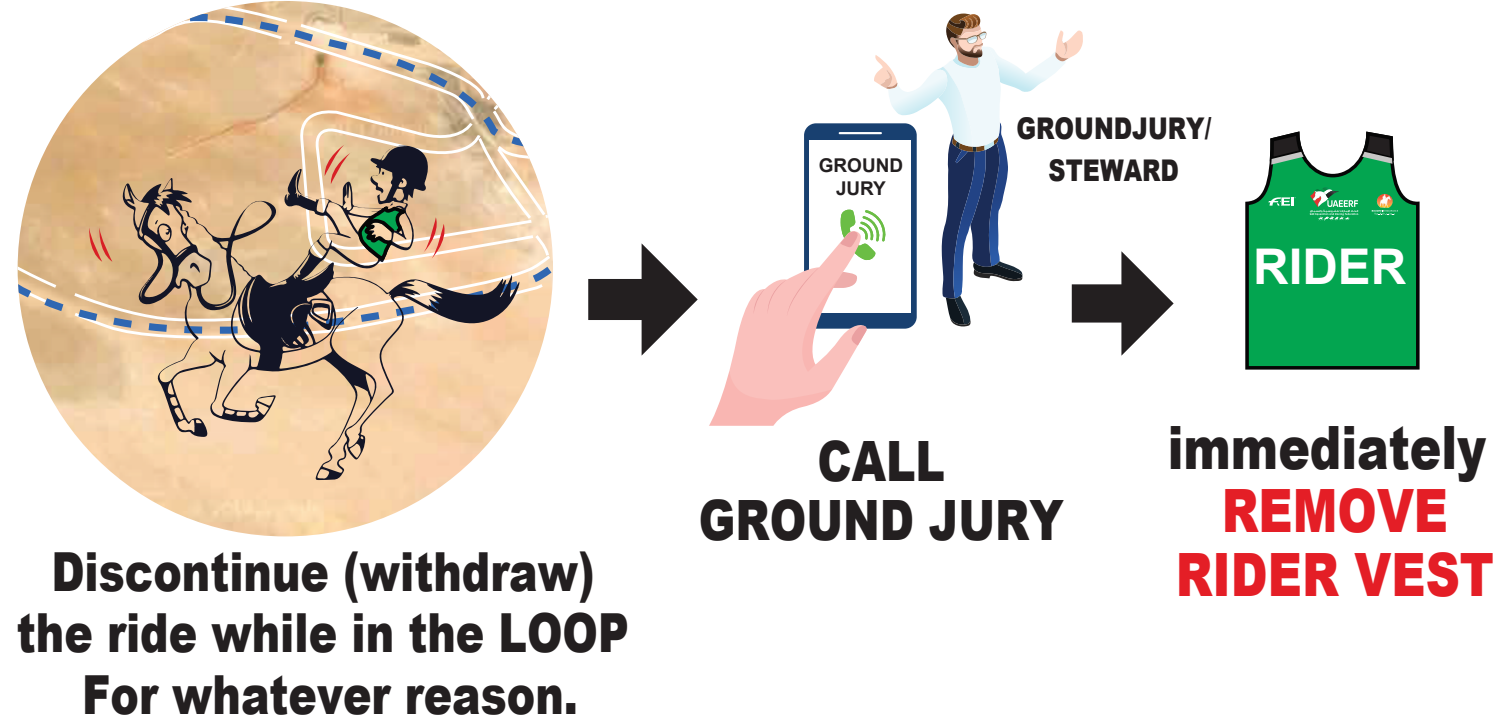 Discontinue (withdraw)
the ride while in the LOOP
For whatever reason.
GROUND
JURY
GROUNDJURY/
STEWARD
CALL
GROUND JURY
FEI
UAEERF
RIDER
immediately
REMOVE
RIDER VEST